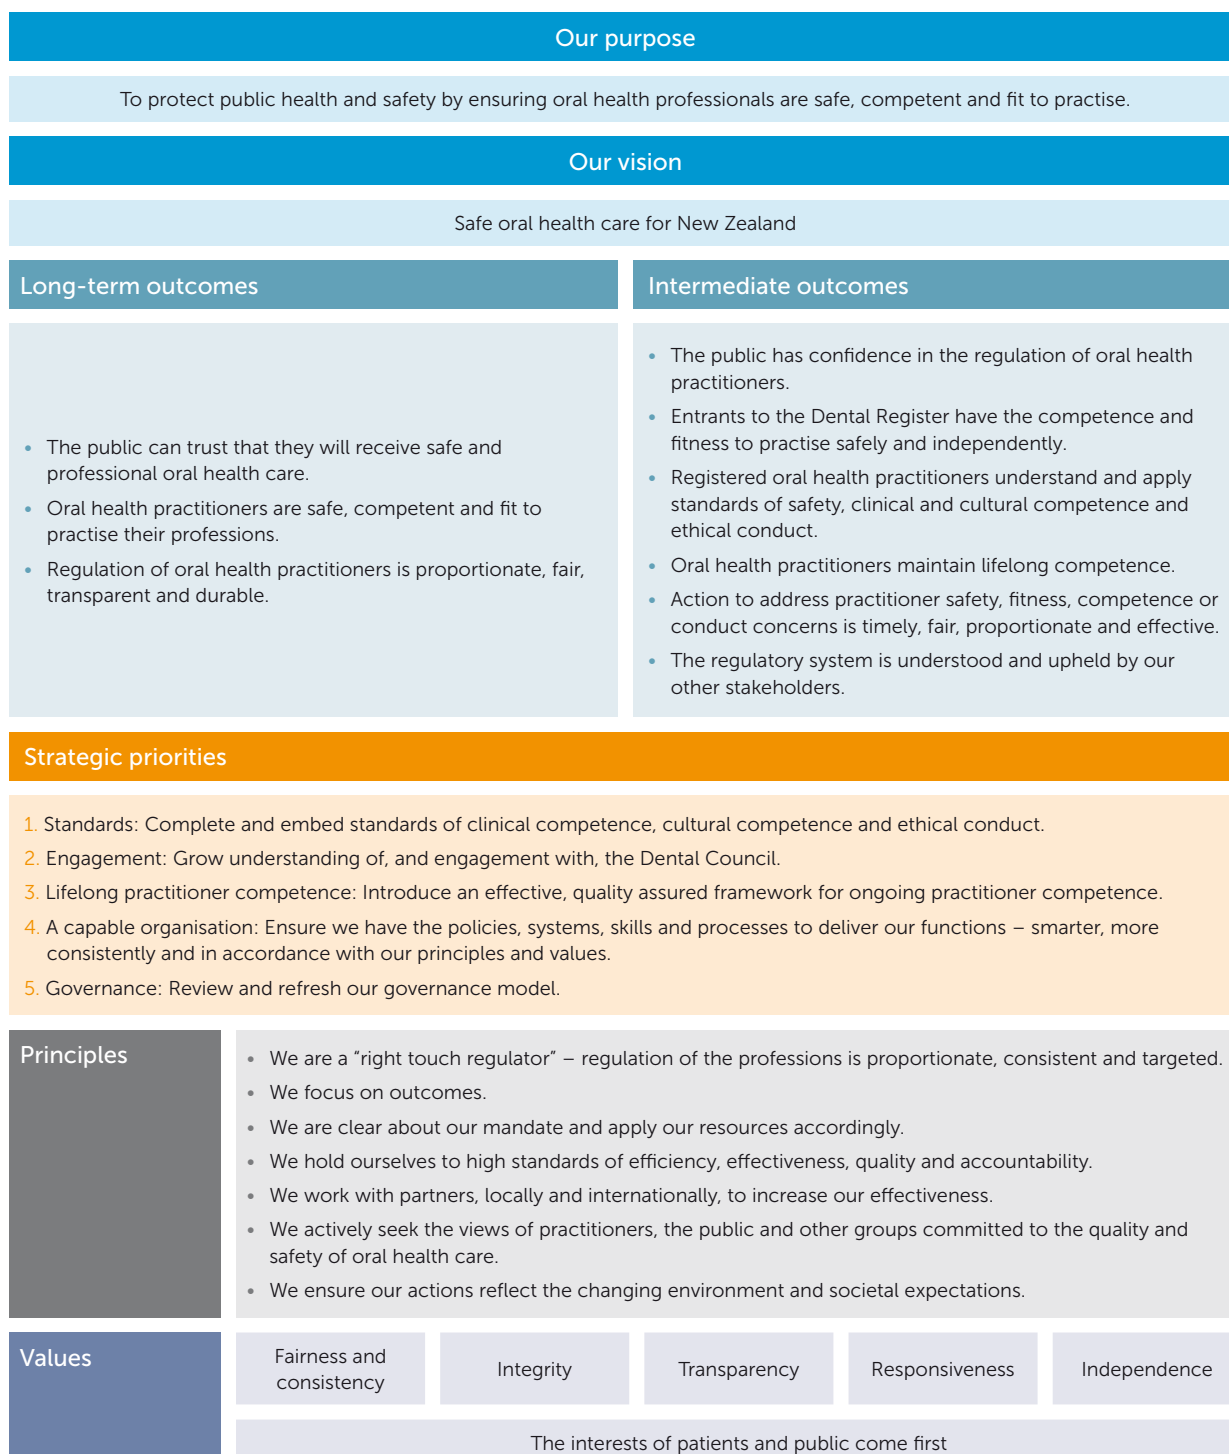 Our purpose
To protect public health and safety by ensuring oral health professionals are safe, competent and fit to practise.
Our vision
Safe oral health care for New Zealand
Long-term outcomes
• The public can trust that they will receive safe and
professional oral health care.
• Oral health practitioners are safe, competent and fit to
practise their professions.
• Regulation of oral health practitioners is proportionate, fair,
transparent and durable.
Intermediate outcomes
• The public has confidence in the regulation of oral health
practitioners.
• Entrants to the Dental Register have the competence and
fitness to practise safely and independently.
• Registered oral health practitioners understand and apply
standards of safety, clinical and cultural competence and
ethical conduct.
• Oral health practitioners maintain lifelong competence.
• Action to address practitioner safety, fitness, competence or
conduct concerns is timely, fair, proportionate and effective.
• The regulatory system is understood and upheld by our
other stakeholders.
Strategic priorities
1. Standards: Complete and embed standards of clinical competence, cultural competence and ethical conduct.
2. Engagement: Grow understanding of, and engagement with, the Dental Council.
3. Lifelong practitioner competence: Introduce an effective, quality assured framework for ongoing practitioner competence.
4. A capable organisation: Ensure we have the policies, systems, skills and processes to deliver our functions – smarter, more
consistently and in accordance with our principles and values.
5. Governance: Review and refresh our governance model.
Principles
• We are a “right touch regulator” – regulation of the professions is proportionate, consistent and targeted.
• We focus on outcomes.
• We are clear about our mandate and apply our resources accordingly.
• We hold ourselves to high standards of efficiency, effectiveness, quality and accountability.
• We work with partners, locally and internationally, to increase our effectiveness.
• We actively seek the views of practitioners, the public and other groups committed to the quality and
safety of oral health care.
• We ensure our actions reflect the changing environment and societal expectations.
Values
Fairness and
consistency
Integrity
Transparency
Responsiveness
Independence
The interests of patients and public come first